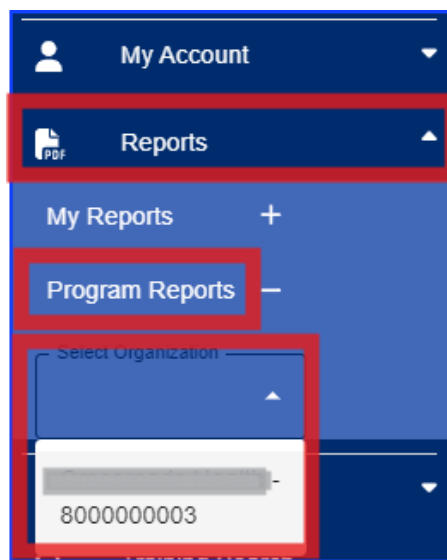 My Account
PDF
Reports
My Reports +
Program Reports −
Select Organization
-
8000000003